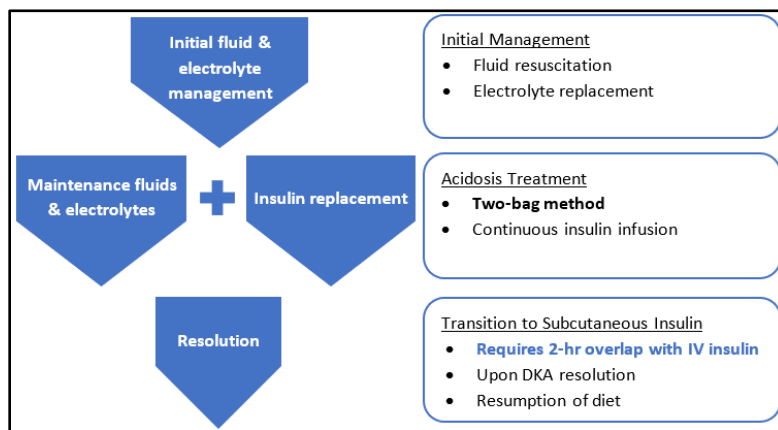 Initial fluid &
electrolyte
management
Initial Management
• Fluid resuscitation
• Electrolyte replacement
Maintenance fluids
& electrolytes
Insulin replacement
Acidosis Treatment
• Two-bag method
• Continuous insulin infusion
Resolution
Transition to Subcutaneous Insulin
• Requires 2-hr overlap with IV insulin
• Upon DKA resolution
• Resumption of diet